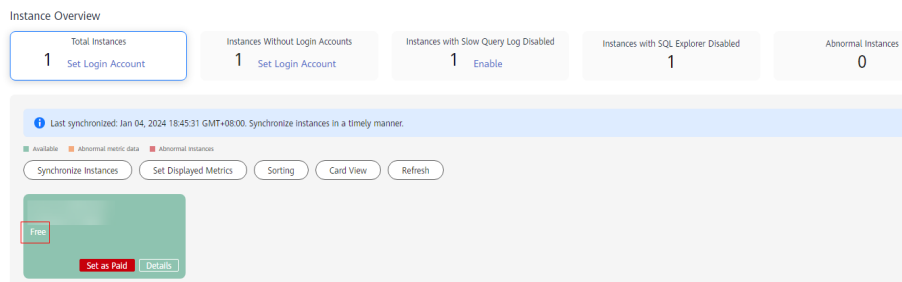 Instance Overview
Total Instances
1 Set Login Account
Instances Without Login Accounts
1 Set Login Account
Instances with Slow Query Log Disabled
1 Enable
Instances with SQL Explorer Disabled
1
Abnormal Instances
0
Last synchronized: Jan 04, 2024 18:45:31 GMT+08:00. Synchronize instances in a timely manner.
Available Abnormal metric data Abnormal Instances
Synchronize Instances Set Displayed Metrics Sorting Card View Refresh
Free
Set as Paid Details